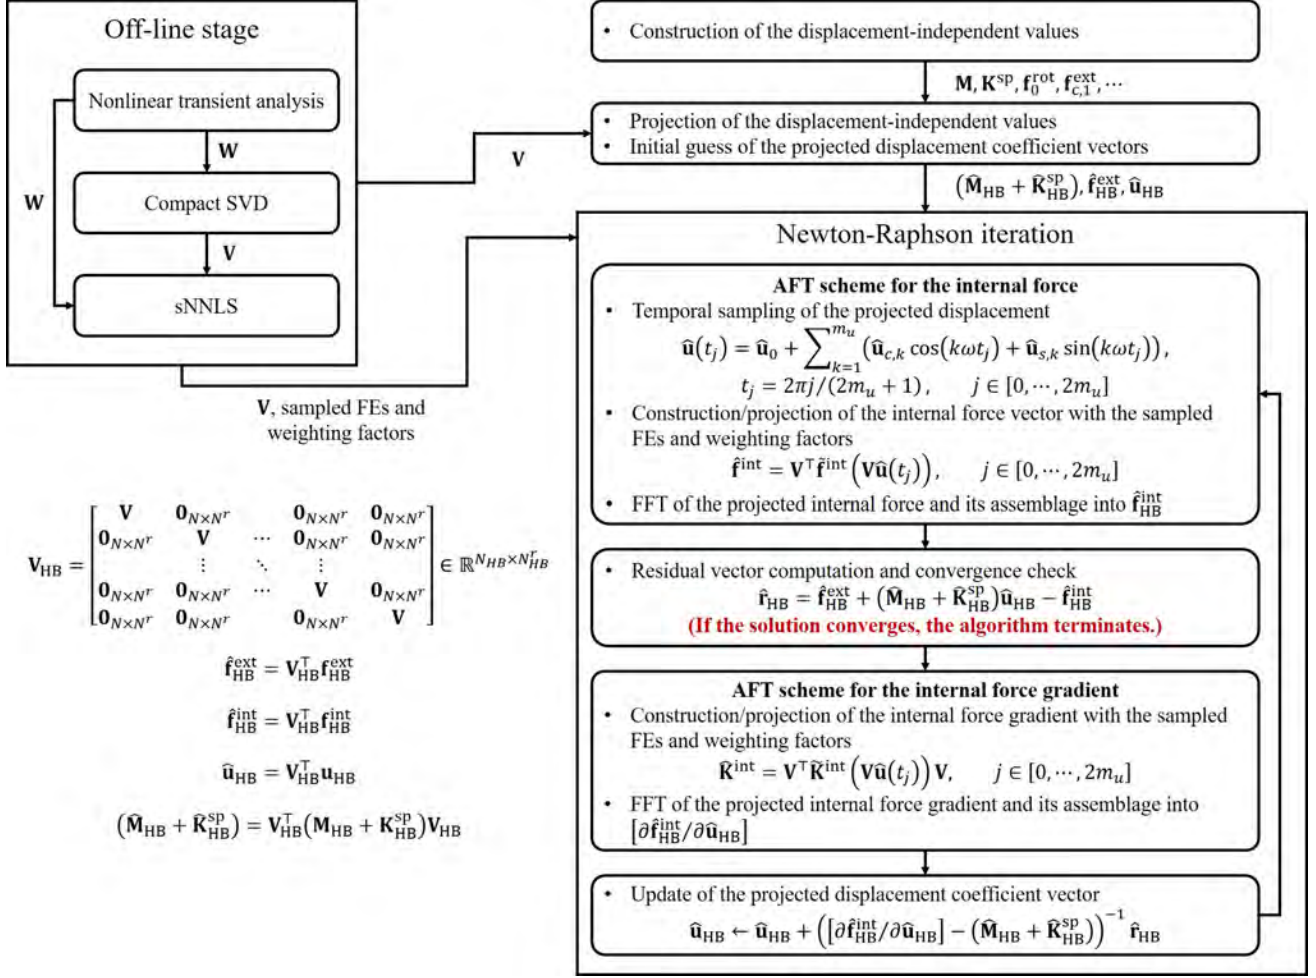 Off-line stage
Nonlinear transient analysis
W
W
Compact SVD
V
sNNLS
V
V, sampled FEs and
weighting factors
• Construction of the displacement-independent values
M, K^sp, f_0^rot, f_{c,1}^ext, ⋯
• Projection of the displacement-independent values
• Initial guess of the projected displacement coefficient vectors
(M̂_HB + K̂_HB^sp), f̂_HB^ext, û_HB
Newton-Raphson iteration
AFT scheme for the internal force
• Temporal sampling of the projected displacement
û(t_j) = û_0 + ∑_{k=1}^{m_u} (û_{c,k} cos(kωt_j) + û_{s,k} sin(kωt_j)),
t_j = 2πj/(2m_u + 1), j ∈ [0, ⋯, 2m_u]
• Construction/projection of the internal force vector with the sampled
FEs and weighting factors
f̂^int = V^⊤ f̃^int (Vû(t_j)), j ∈ [0, ⋯, 2m_u]
• FFT of the projected internal force and its assemblage into f̂_HB^int
• Residual vector computation and convergence check
r̂_HB = f̂_HB^ext + (M̂_HB + K̂_HB^sp)û_HB − f̂_HB^int
(If the solution converges, the algorithm terminates.)
AFT scheme for the internal force gradient
• Construction/projection of the internal force gradient with the sampled
FEs and weighting factors
K̂^int = V^⊤ K̃^int (Vû(t_j)) V, j ∈ [0, ⋯, 2m_u]
• FFT of the projected internal force gradient and its assemblage into
[∂f̂_HB^int/∂û_HB]
• Update of the projected displacement coefficient vector
û_HB ← û_HB + ([∂f̂_HB^int/∂û_HB] − (M̂_HB + K̂_HB^sp))^{−1} r̂_HB
V 0_{N×N^r} 0_{N×N^r} 0_{N×N^r}
0_{N×N^r} V ⋯ 0_{N×N^r} 0_{N×N^r}
V_HB = ⋮ ⋱ ⋮ ∈ ℝ^{N_HB×N_HB^r}
0_{N×N^r} 0_{N×N^r} ⋯ V 0_{N×N^r}
0_{N×N^r} 0_{N×N^r} 0_{N×N^r} V
f̂_HB^ext = V_HB^⊤ f_HB^ext
f̂_HB^int = V_HB^⊤ f_HB^int
û_HB = V_HB^⊤ u_HB
(M̂_HB + K̂_HB^sp) = V_HB^⊤(M_HB + K_HB^sp)V_HB